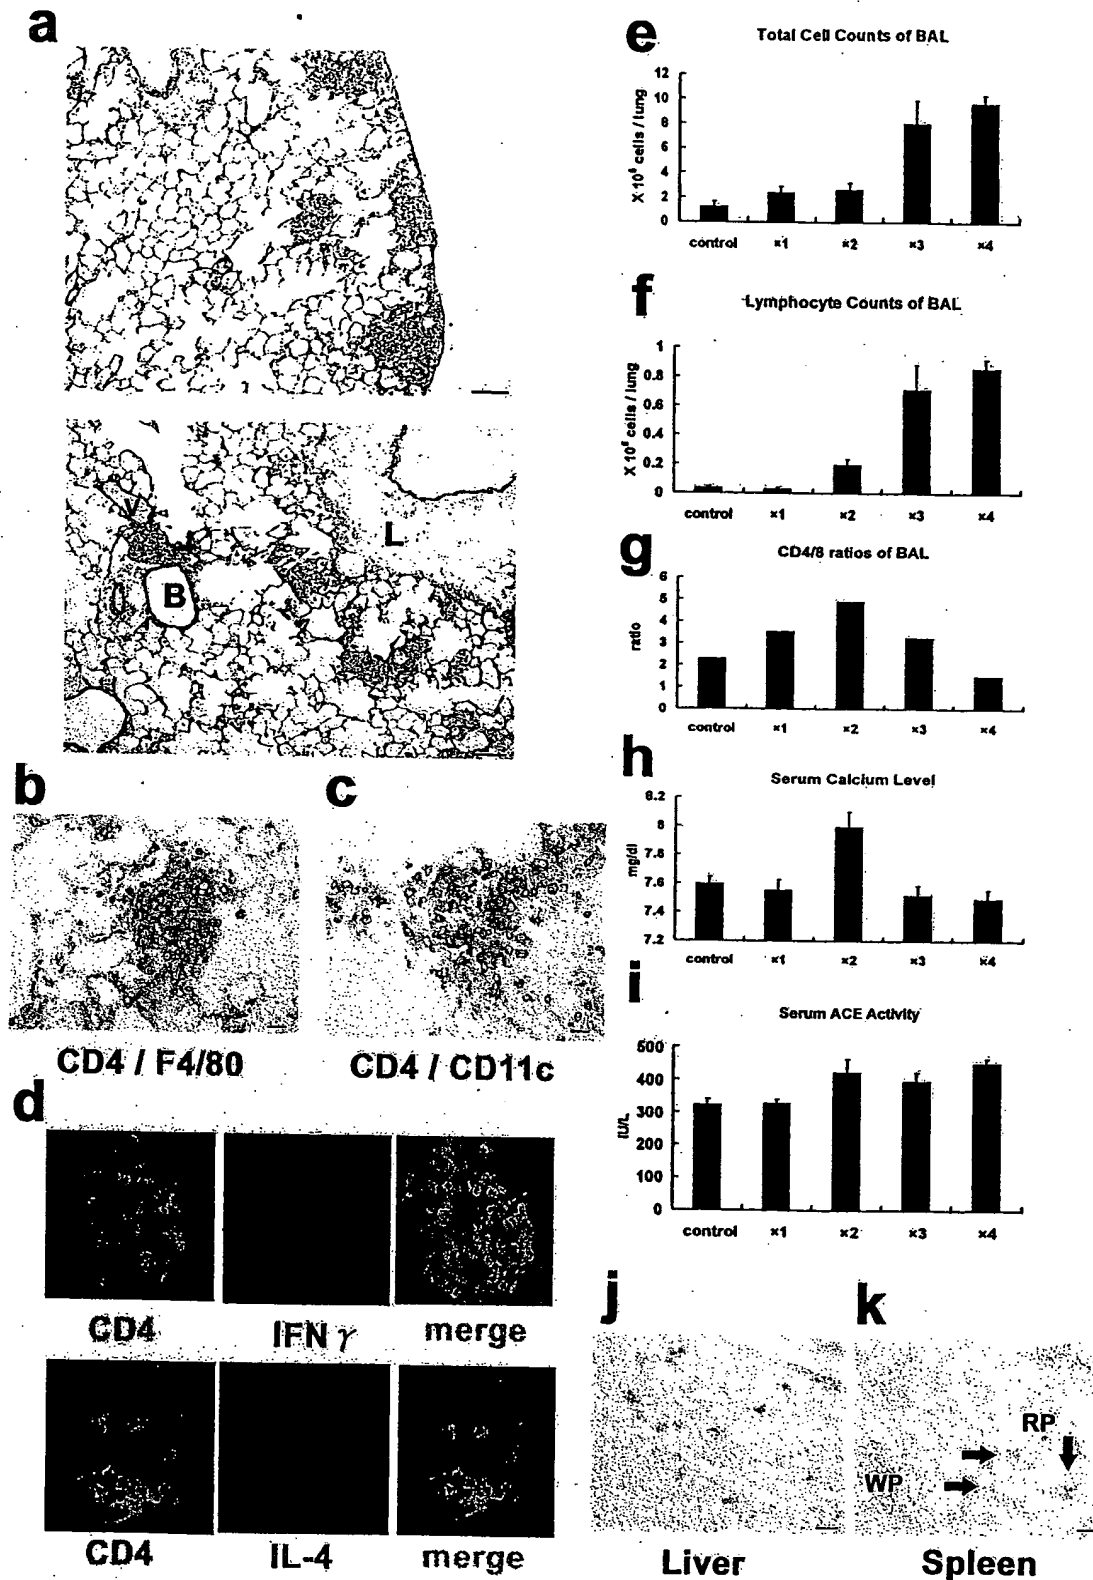 a
V
B
L
b
c
CD4 / F4/80
CD4 / CD11c
d
CD4
IFN γ
merge
CD4
IL-4
merge
e
Total Cell Counts of BAL
12
10
8
6
4
2
0
cells / lung
control
×1
×2
×3
×4
f
Lymphocyte Counts of BAL
1
0.8
0.6
0.4
0.2
0
cells / lung
control
×1
×2
×3
×4
g
CD4/8 ratios of BAL
6
5
4
3
2
1
0
ratio
control
×1
×2
×3
×4
h
Serum Calcium Level
8.2
8
7.8
7.6
7.4
7.2
mg/dl
control
×1
×2
×3
×4
i
Serum ACE Activity
500
400
300
200
100
0
IU/L
control
×1
×2
×3
×4
j
k
RP
WP
Liver
Spleen